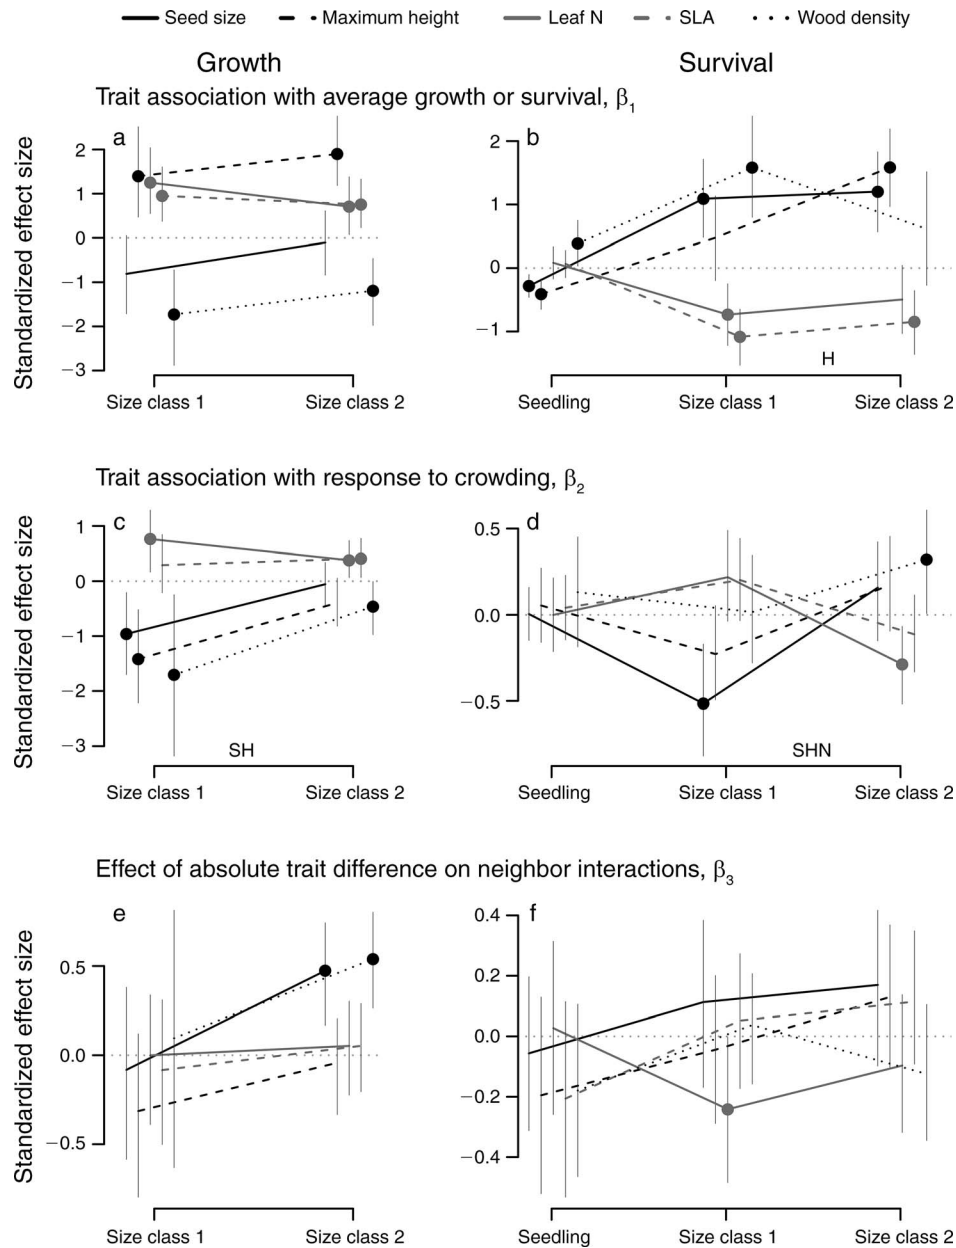 Seed size Maximum height Leaf N SLA Wood density
Growth Survival
Trait association with average growth or survival, β₁
a b
Standardized effect size
2
1
0
−1
−2
−3
2
1
0
−1
H
Size class 1 Size class 2 Seedling Size class 1 Size class 2
Trait association with response to crowding, β₂
c d
Standardized effect size
1
0
−1
−2
−3
0.5
0.0
−0.5
SH SHN
Size class 1 Size class 2 Seedling Size class 1 Size class 2
Effect of absolute trait difference on neighbor interactions, β₃
e f
Standardized effect size
0.5
0.0
−0.5
0.4
0.2
0.0
−0.2
−0.4
Size class 1 Size class 2 Seedling Size class 1 Size class 2